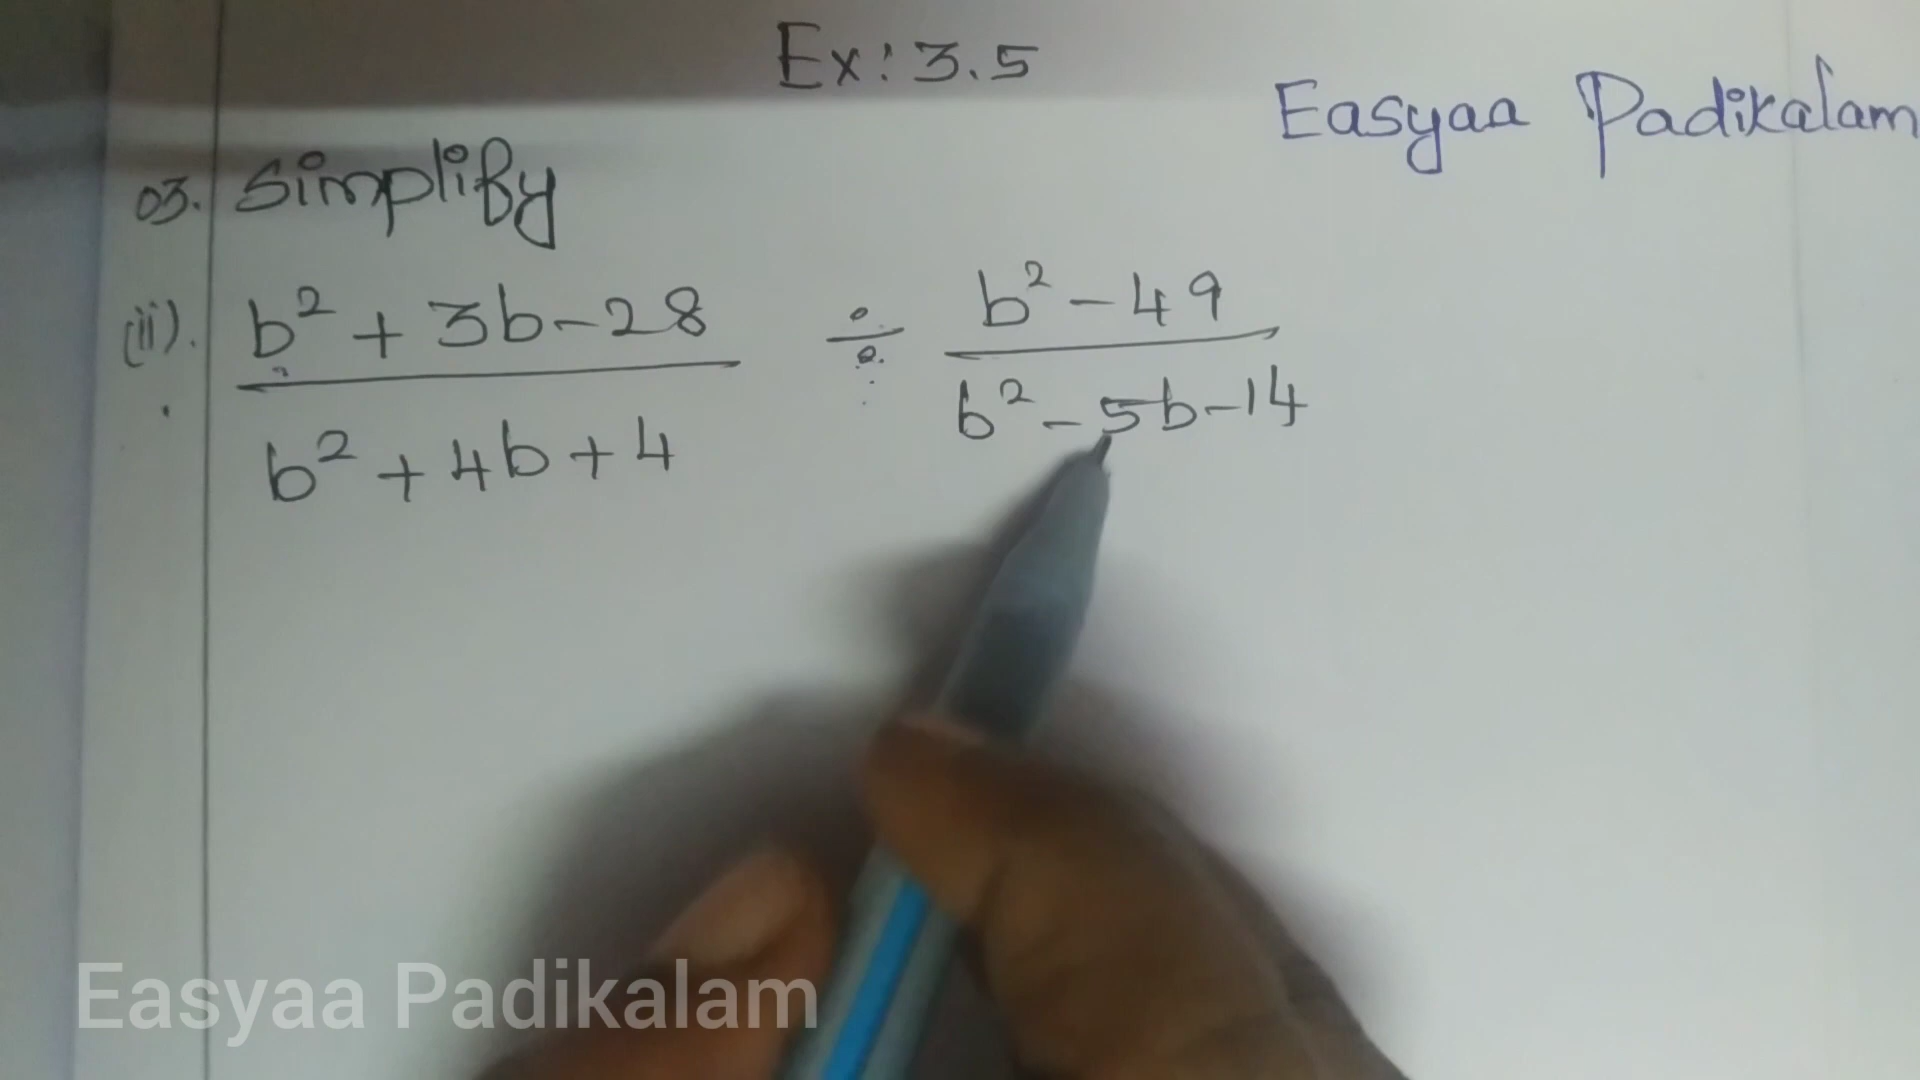 Ex: 3.5
Easyaa Padikalam
03. Simplify
(ii). b² + 3b - 28 ÷ b² - 49
b² + 4b + 4 b² - 5b - 14
Easyaa Padikalam